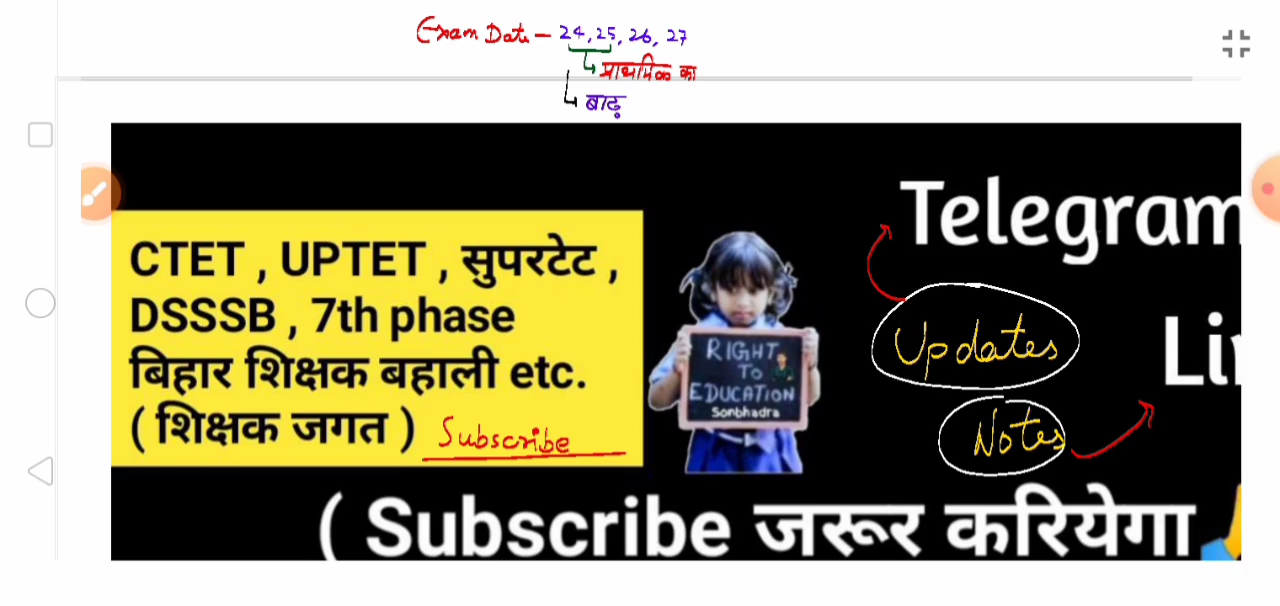 Exam Date - 24, 25, 26, 27
प्राथमिक का
बाढ़
CTET , UPTET , सुपरटेट ,
DSSSB , 7th phase
बिहार शिक्षक बहाली etc.
( शिक्षक जगत ) Subscribe
RIGHT
TO
EDUCATION
Sonbhadra
Telegram
Updates
Li
Notes
( Subscribe जरूर करियेगा